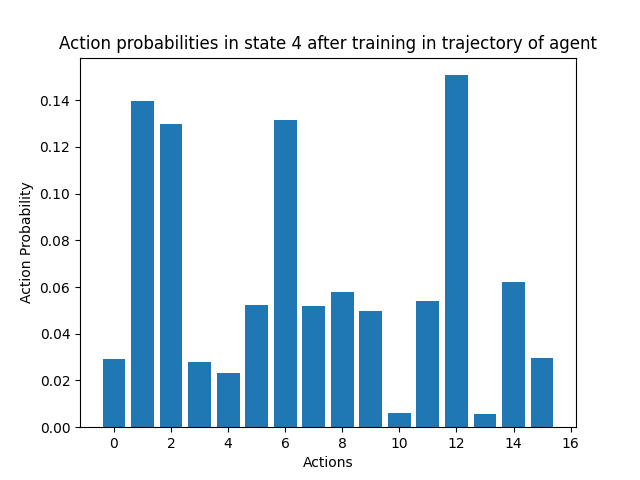 Action probabilities in state 4 after training in trajectory of agent
0.14
0.12
0.10
0.08
0.06
0.04
0.02
0.00
Action Probability
0 2 4 6 8 10 12 14 16
Actions